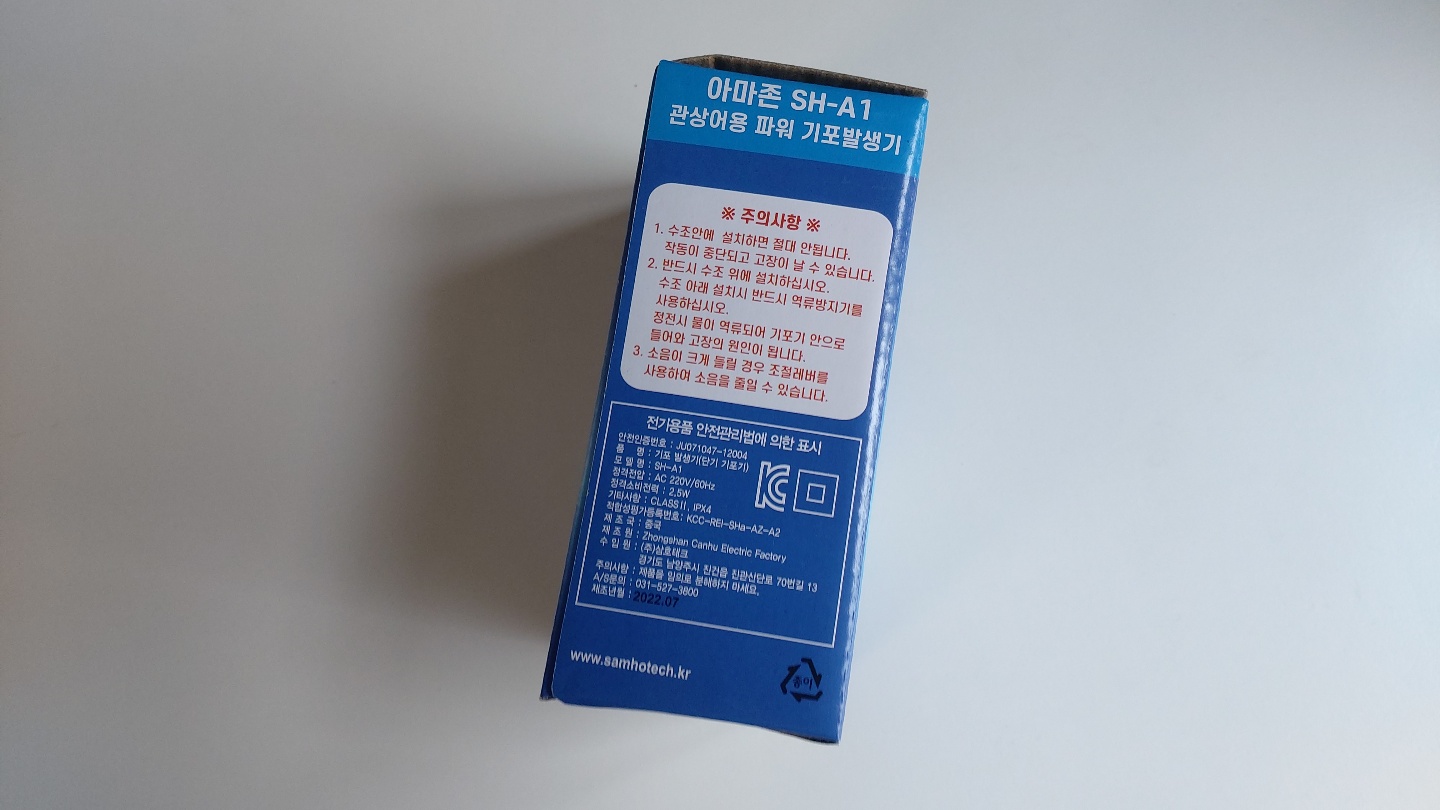 아마존 SH-A1
관상어용 파워 기포발생기
※ 주의사항 ※
1. 수조안에 설치하면 절대 안됩니다.
작동이 중단되고 고장이 날 수 있습니다.
2. 반드시 수조 위에 설치하십시오.
수조 아래 설치시 반드시 역류방지기를
사용하십시오.
정전시 물이 역류되어 기포기 안으로
들어와 고장의 원인이 됩니다.
3. 소음이 크게 들릴 경우 조절레버를
사용하여 소음을 줄일 수 있습니다.
전기용품 안전관리법에 의한 표시
안전인증번호 : JU071047-12004
품 명 : 기포 발생기(단기 기포기)
모 델 명 : SH-A1
정격전압 : AC 220V/60Hz
정격소비전력 : 2.5W
기타사항 : CLASSⅡ, IPX4
적합성평가등록번호: KCC-REI-SHa-AZ-A2
제 조 국 : 중국
제 조 원 : Zhongshan Canhu Electric Factory
수 입 원 : (주)삼호테크
경기도 남양주시 진건읍 진관산단로 70번길 13
주의사항 : 제품을 임의로 분해하지 마세요.
A/S문의 : 031-527-3800
제조년월 : 2022.07
www.samhotech.kr
종이